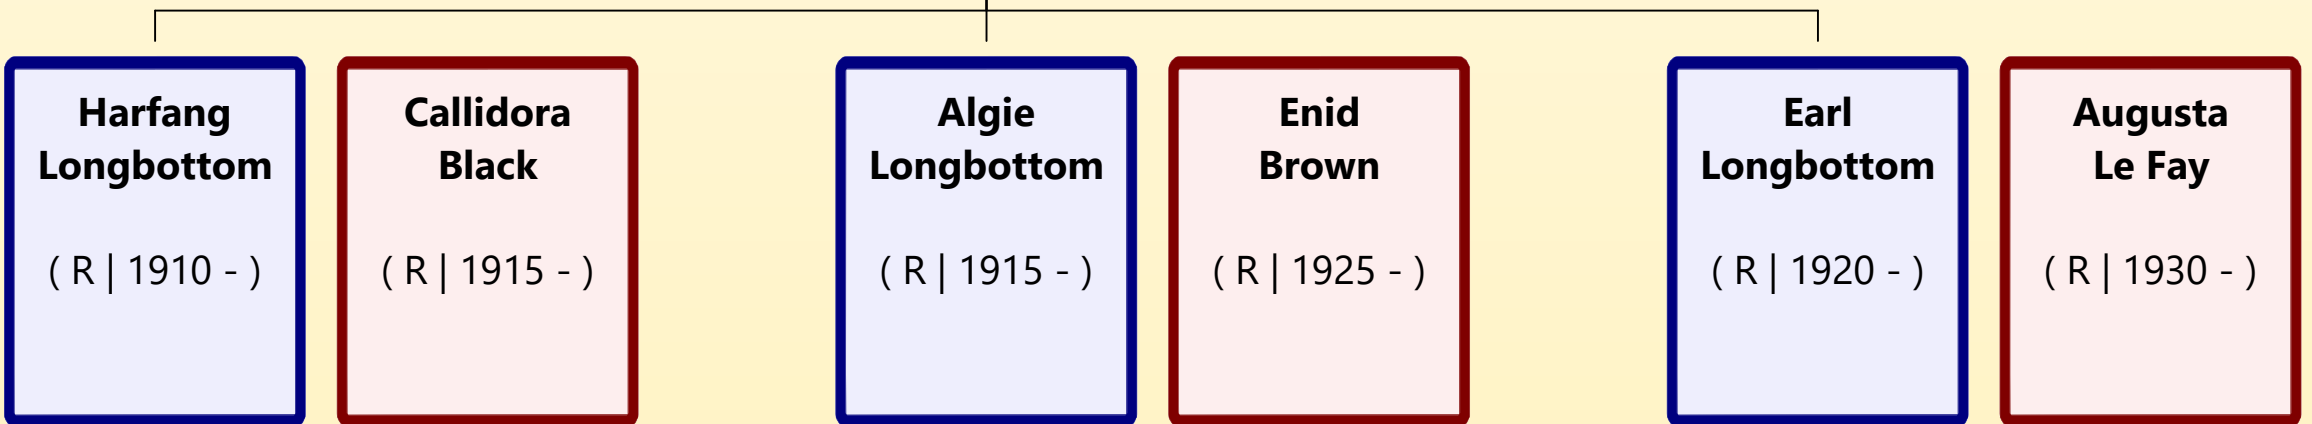 Harfang
Longbottom
( R | 1910 - )
Callidora
Black
( R | 1915 - )
Algie
Longbottom
( R | 1915 - )
Enid
Brown
( R | 1925 - )
Earl
Longbottom
( R | 1920 - )
Augusta
Le Fay
( R | 1930 - )